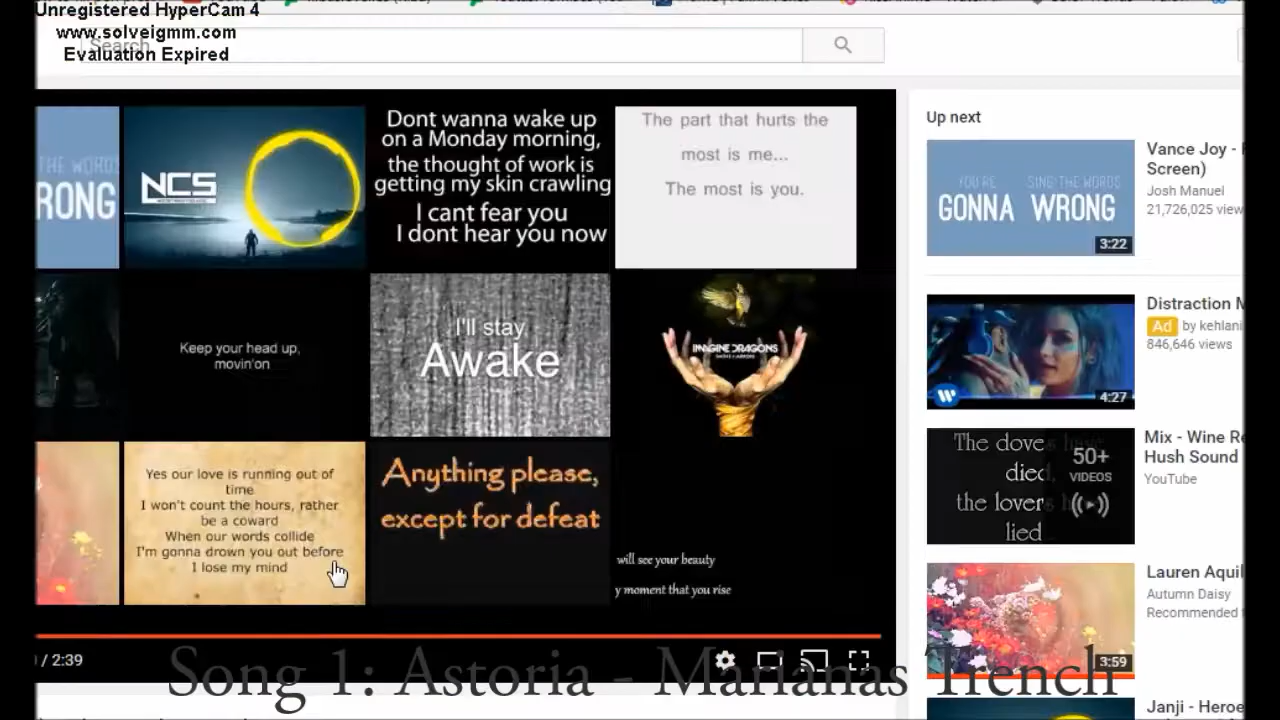 Unregistered HyperCam 4
www.solveigmm.com
Evaluation Expired
Search
THE WORDS
RONG
NCS
Dont wanna wake up
on a Monday morning,
the thought of work is
getting my skin crawling
I cant fear you
I dont hear you now
The part that hurts the
most is me...
The most is you.
Keep your head up,
movin'on
I'll stay
Awake
IMAGINE DRAGONS
Yes our love is running out of
time
I won't count the hours, rather
be a coward
When our words collide
I'm gonna drown you out before
I lose my mind
Anything please,
except for defeat
will see your beauty
y moment that you rise
/ 2:39
Song 1: Astoria - Marianas Trench
Up next
YOU'RE SING THE WORDS
GONNA WRONG
3:22
Vance Joy -
Screen)
Josh Manuel
21,726,025 view
4:27
Distraction
Ad by kehlani
846,646 views
The doves have
died,
the lovers
lied
50+
VIDEOS
Mix - Wine Re
Hush Sound
YouTube
3:59
Lauren Aquil
Autumn Daisy
Recommended
Janji - Heroe